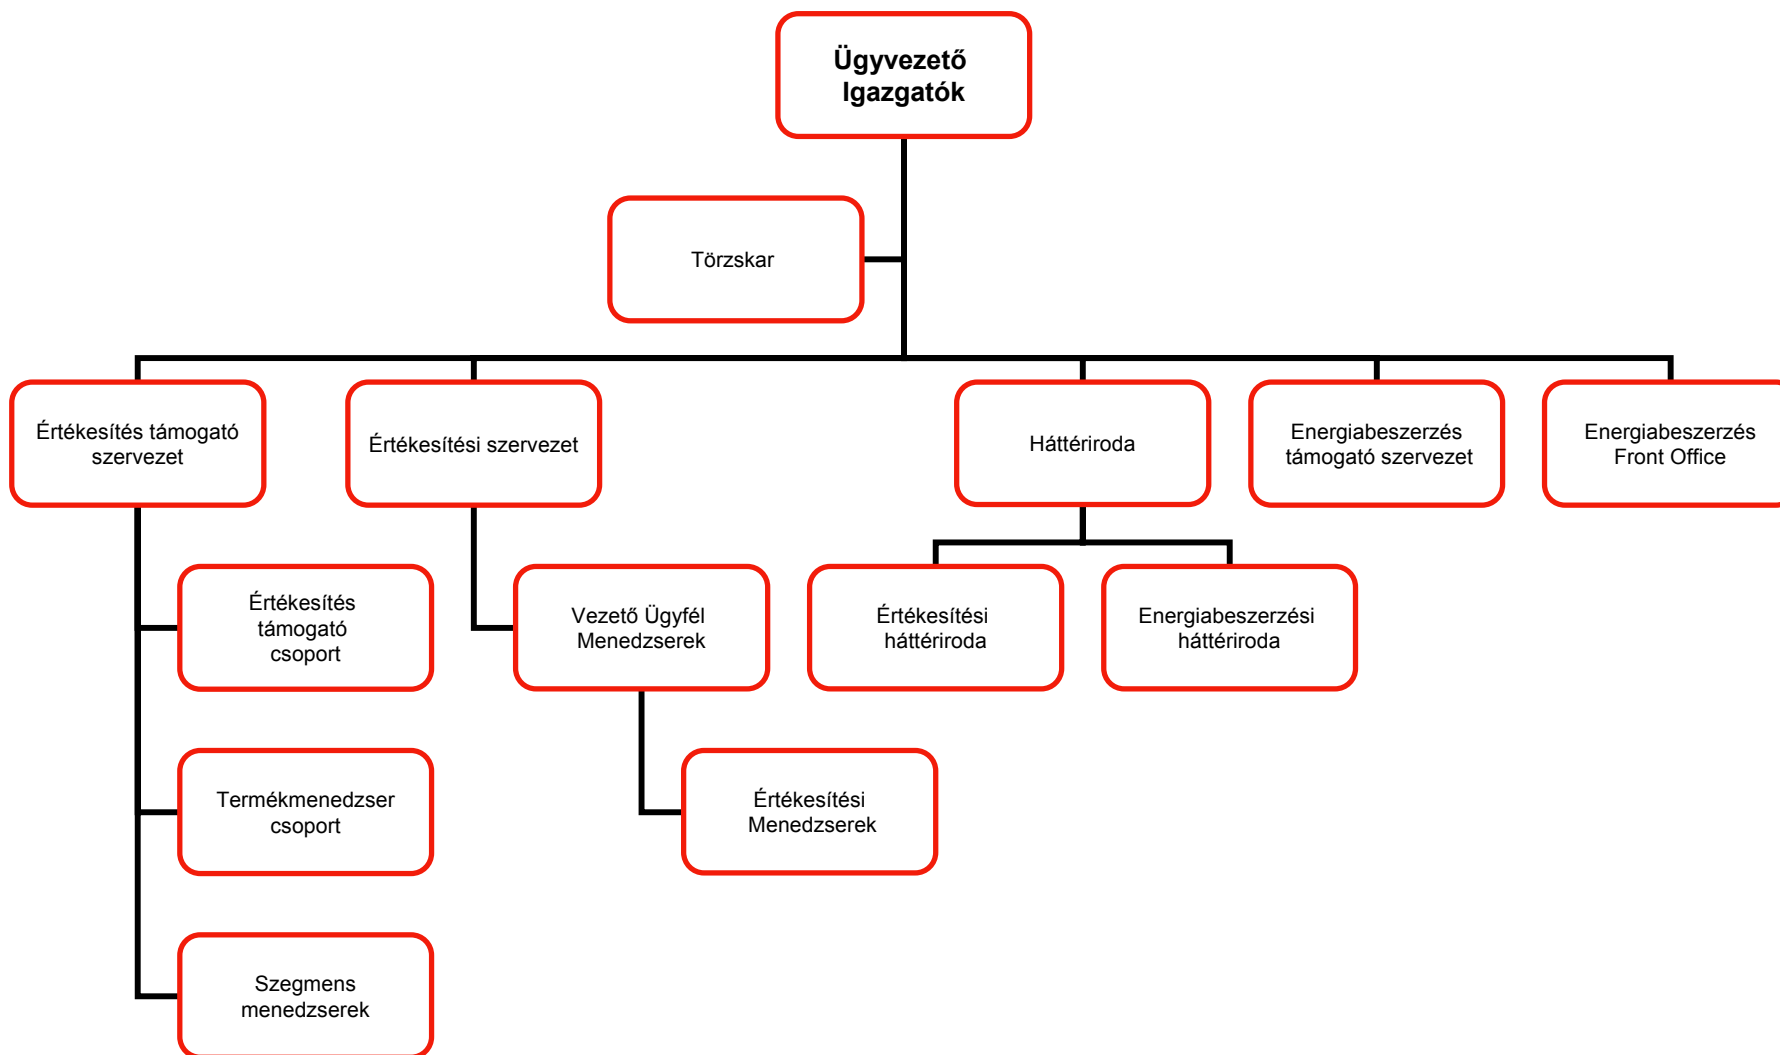 Ügyvezető
Igazgatók
Törzskar
Értékesítés támogató
szervezet
Értékesítési szervezet
Háttériroda
Energiabeszerzés
támogató szervezet
Energiabeszerzés
Front Office
Értékesítés
támogató
csoport
Vezető Ügyfél
Menedzserek
Értékesítési
háttériroda
Energiabeszerzési
háttériroda
Termékmenedzser
csoport
Értékesítési
Menedzserek
Szegmens
menedzserek